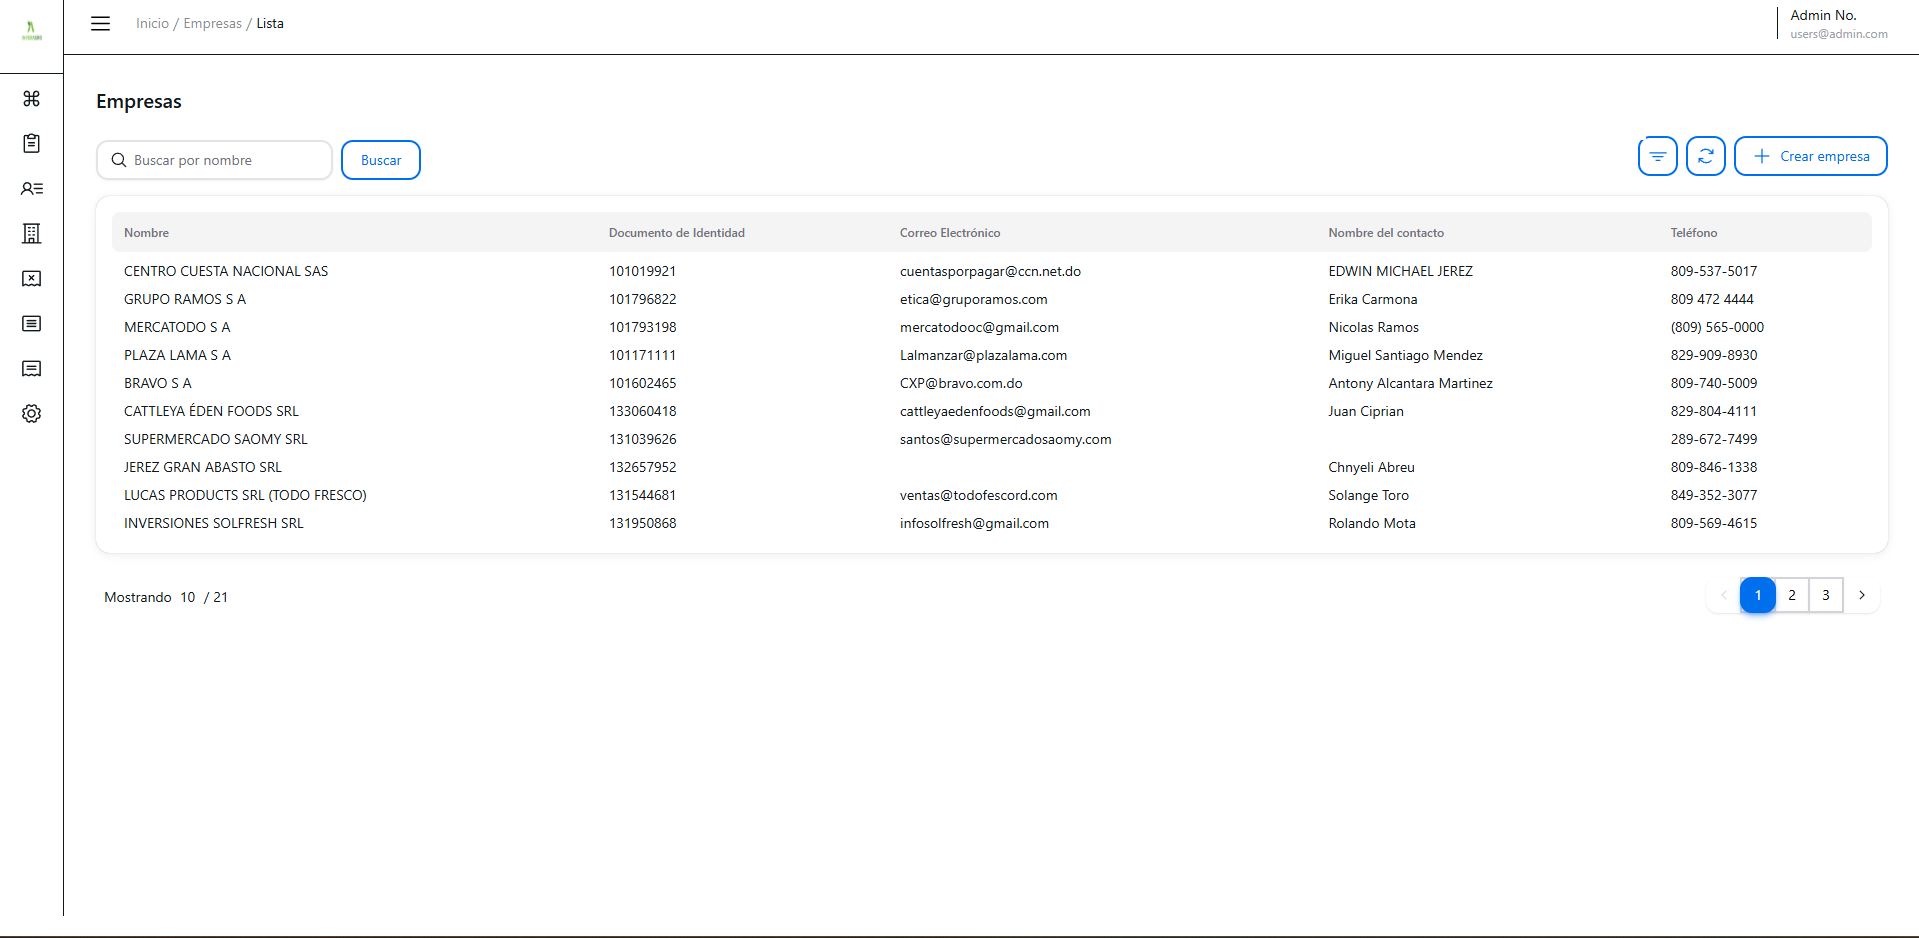 Inicio / Empresas / Lista
Admin No.
users@admin.com
Empresas
Buscar por nombre
Buscar
Crear empresa
Nombre Documento de Identidad Correo Electrónico Nombre del contacto Teléfono
CENTRO CUESTA NACIONAL SAS 101019921 cuentasporpagar@ccn.net.do EDWIN MICHAEL JEREZ 809-537-5017
GRUPO RAMOS S A 101796822 etica@gruporamos.com Erika Carmona 809 472 4444
MERCATODO S A 101793198 mercatodooc@gmail.com Nicolas Ramos (809) 565-0000
PLAZA LAMA S A 101171111 Lalmanzar@plazalama.com Miguel Santiago Mendez 829-909-8930
BRAVO S A 101602465 CXP@bravo.com.do Antony Alcantara Martinez 809-740-5009
CATTLEYA ÉDEN FOODS SRL 133060418 cattleyaedenfoods@gmail.com Juan Ciprian 829-804-4111
SUPERMERCADO SAOMY SRL 131039626 santos@supermercadosaomy.com 289-672-7499
JEREZ GRAN ABASTO SRL 132657952 Chnyeli Abreu 809-846-1338
LUCAS PRODUCTS SRL (TODO FRESCO) 131544681 ventas@todofescord.com Solange Toro 849-352-3077
INVERSIONES SOLFRESH SRL 131950868 infosolfresh@gmail.com Rolando Mota 809-569-4615
Mostrando 10 / 21
1 2 3